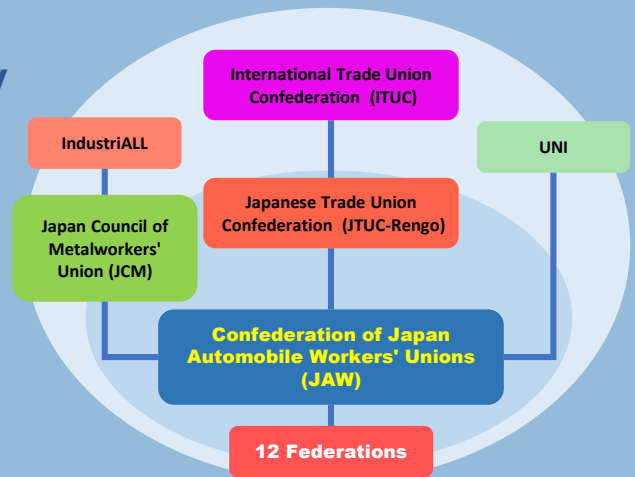 International Trade Union
Confederation (ITUC)
IndustriALL
UNI
Japanese Trade Union
Confederation (JTUC-Rengo)
Japan Council of
Metalworkers'
Union (JCM)
Confederation of Japan
Automobile Workers' Unions
(JAW)
12 Federations